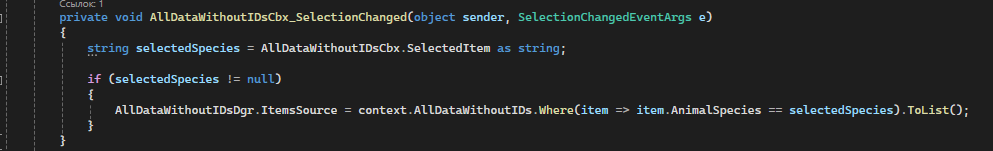 Ссылок: 1
private void AllDataWithoutIDsCbx_SelectionChanged(object sender, SelectionChangedEventArgs e)
{
string selectedSpecies = AllDataWithoutIDsCbx.SelectedItem as string;
if (selectedSpecies != null)
{
AllDataWithoutIDsDgr.ItemsSource = context.AllDataWithoutIDs.Where(item => item.AnimalSpecies == selectedSpecies).ToList();
}
}